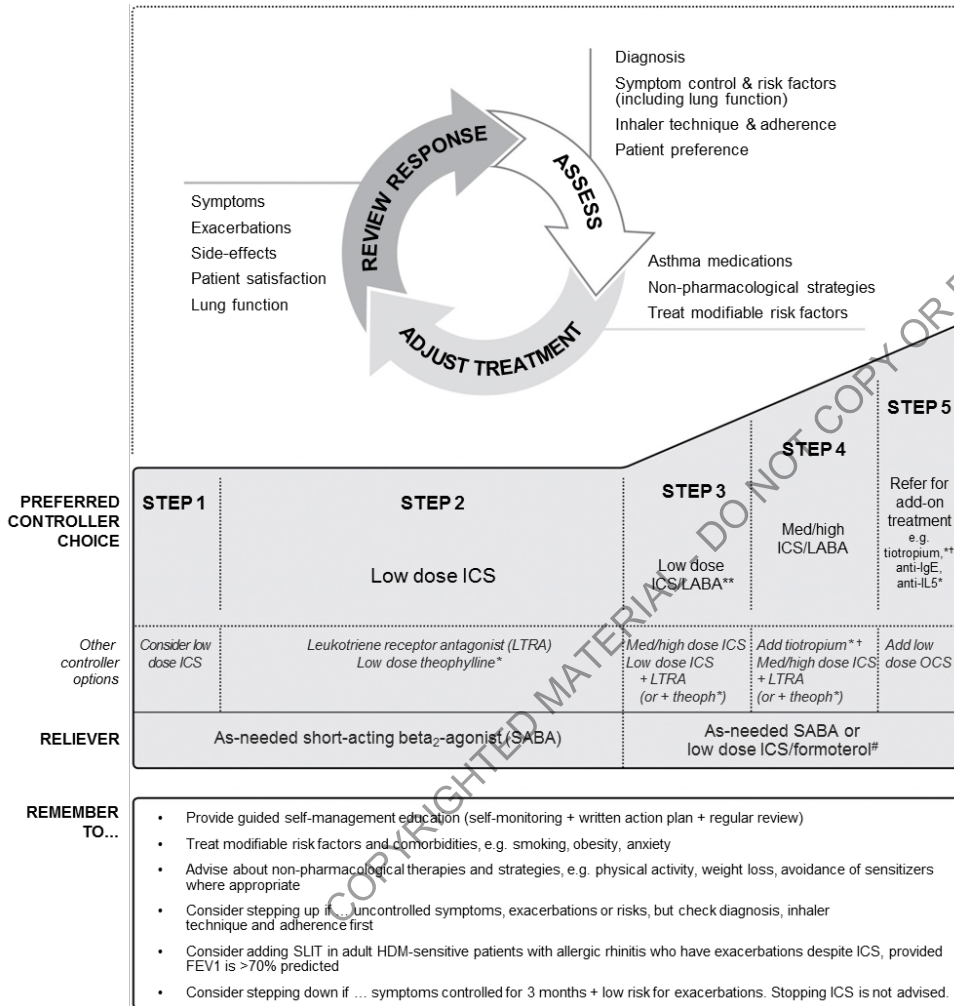 Diagnosis
Symptom control & risk factors
(including lung function)
Inhaler technique & adherence
Patient preference
REVIEW RESPONSE
ASSESS
ADJUST TREATMENT
Symptoms
Exacerbations
Side-effects
Patient satisfaction
Lung function
Asthma medications
Non-pharmacological strategies
Treat modifiable risk factors
PREFERRED
CONTROLLER
CHOICE
STEP 1
STEP 2
Low dose ICS
STEP 3
Low dose
ICS/LABA**
STEP 4
Med/high
ICS/LABA
STEP 5
Refer for
add-on
treatment
e.g.
tiotropium,*†
anti-IgE,
anti-IL5*
Other
controller
options
Consider low
dose ICS
Leukotriene receptor antagonist (LTRA)
Low dose theophylline*
Med/high dose ICS
Low dose ICS
+ LTRA
(or + theoph*)
Add tiotropium*†
Med/high dose ICS
+ LTRA
(or + theoph*)
Add low
dose OCS
RELIEVER
As-needed short-acting beta₂-agonist (SABA)
As-needed SABA or
low dose ICS/formoterol#
REMEMBER
TO...
• Provide guided self-management education (self-monitoring + written action plan + regular review)
• Treat modifiable risk factors and comorbidities, e.g. smoking, obesity, anxiety
• Advise about non-pharmacological therapies and strategies, e.g. physical activity, weight loss, avoidance of sensitizers
where appropriate
• Consider stepping up if ... uncontrolled symptoms, exacerbations or risks, but check diagnosis, inhaler
technique and adherence first
• Consider adding SLIT in adult HDM-sensitive patients with allergic rhinitis who have exacerbations despite ICS, provided
FEV1 is >70% predicted
• Consider stepping down if ... symptoms controlled for 3 months + low risk for exacerbations. Stopping ICS is not advised.
COPYRIGHTED MATERIAL - DO NOT COPY OR